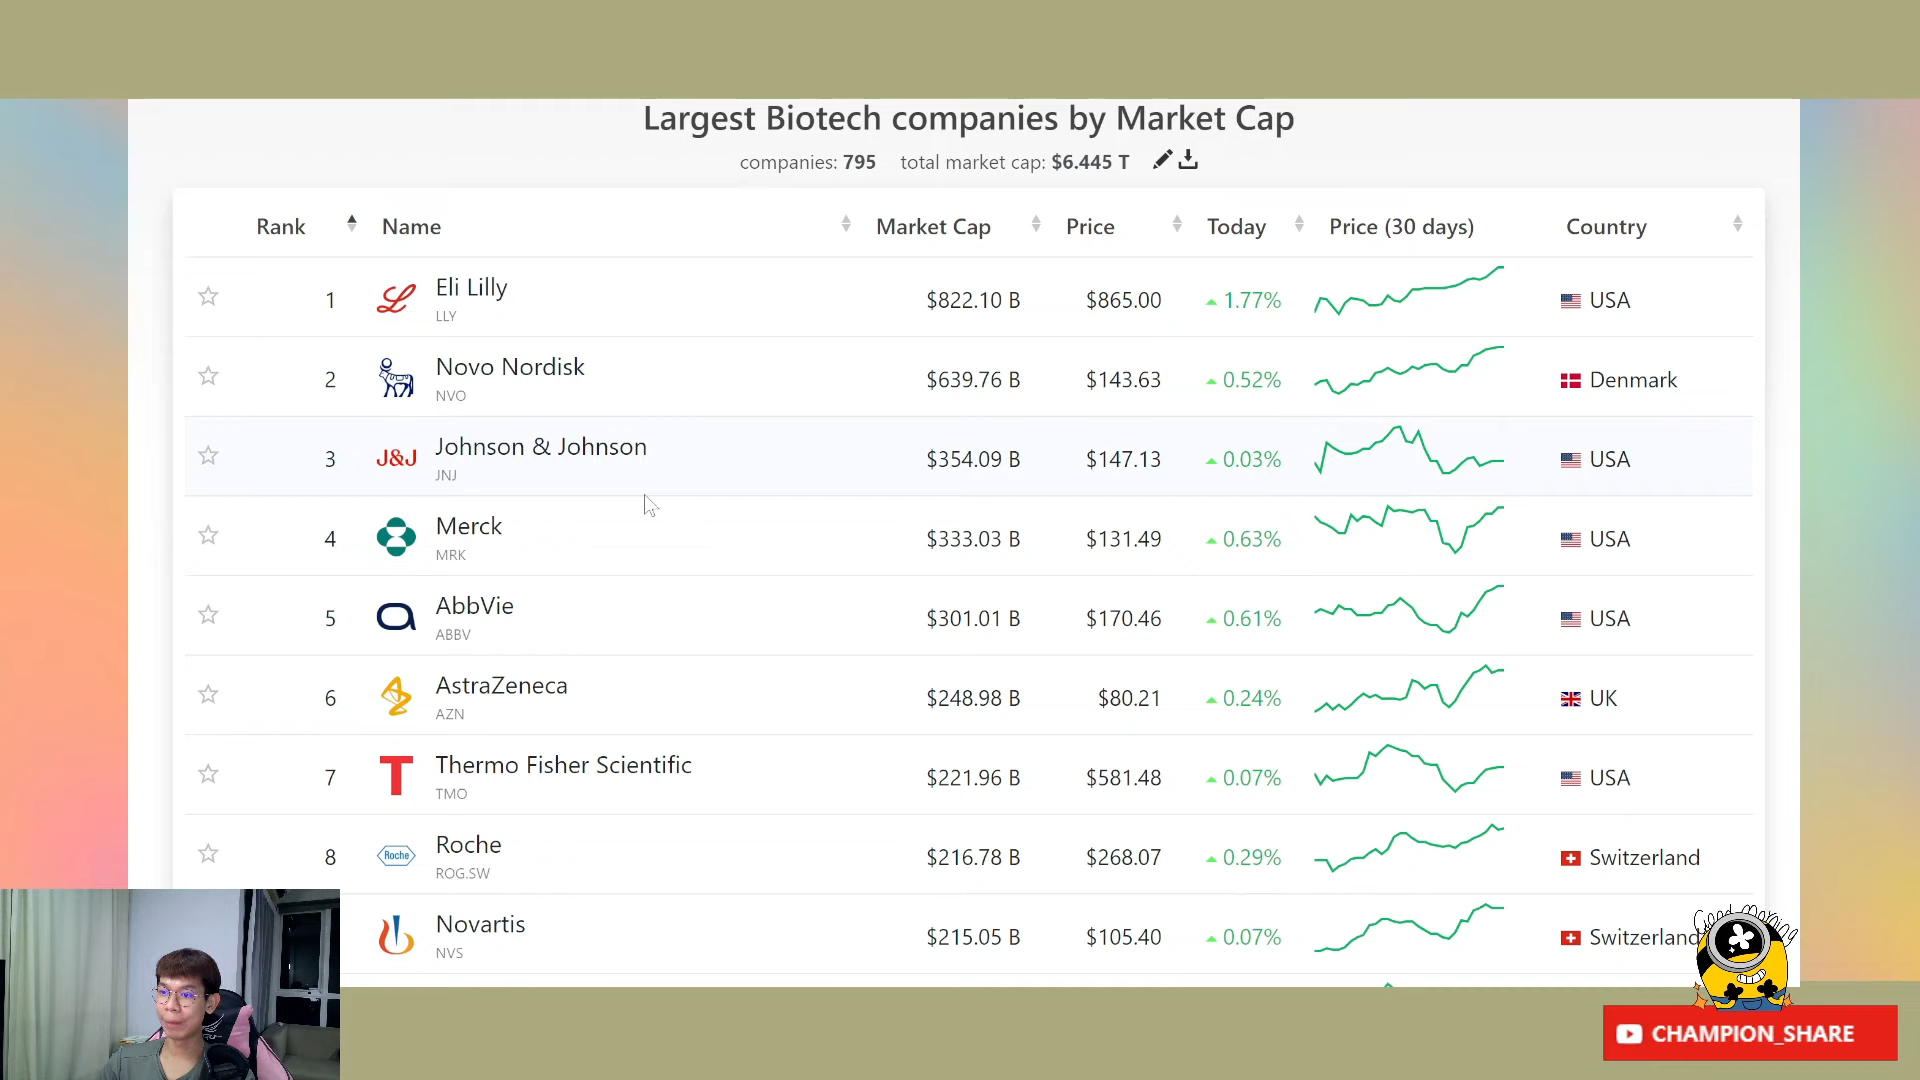 Largest Biotech companies by Market Cap
companies: 795 total market cap: $6.445 T
Rank Name Market Cap Price Today Price (30 days) Country
1 Eli Lilly LLY $822.10 B $865.00 1.77% USA
2 Novo Nordisk NVO $639.76 B $143.63 0.52% Denmark
3 J&J Johnson & Johnson JNJ $354.09 B $147.13 0.03% USA
4 Merck MRK $333.03 B $131.49 0.63% USA
5 AbbVie ABBV $301.01 B $170.46 0.61% USA
6 AstraZeneca AZN $248.98 B $80.21 0.24% UK
7 Thermo Fisher Scientific TMO $221.96 B $581.48 0.07% USA
8 Roche Roche ROG.SW $216.78 B $268.07 0.29% Switzerland
Novartis NVS $215.05 B $105.40 0.07% Switzerland
Good Morning
CHAMPION_SHARE